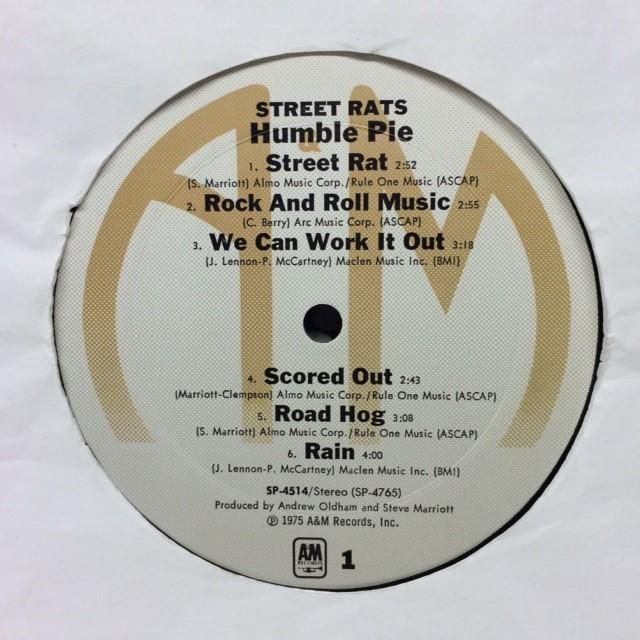 STREET RATS
Humble Pie
1. Street Rat 2:52
(S. Marriott) Almo Music Corp./Rule One Music (ASCAP)
2. Rock And Roll Music 2:55
(C. Berry) Arc Music Corp. (ASCAP)
3. We Can Work It Out 3:18
(J. Lennon-P. McCartney) Maclen Music Inc. (BMI)
4. Scored Out 2:43
(Marriott-Clempson) Almo Music Corp./Rule One Music (ASCAP)
5. Road Hog 3:08
(S. Marriott) Almo Music Corp./Rule One Music (ASCAP)
6. Rain 4:00
(J. Lennon-P. McCartney) Maclen Music Inc. (BMI)
SP-4514/Stereo (SP-4765)
Produced by Andrew Oldham and Steve Marriott
℗ 1975 A&M Records, Inc.
A&M
RECORDS
1